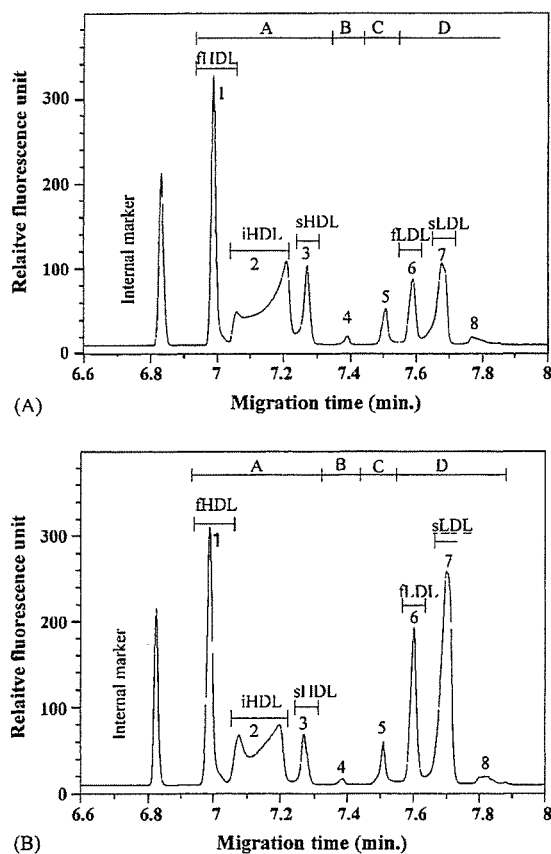 A B C D
fHDL
1
300
200
100
0
Relaitve fluorescence unit
Internal marker
iHDL
2
sHDL
3
4
5
fLDL
6
sLDL
7
8
6.6 6.8 7 7.2 7.4 7.6 7.8 8
(A)
Migration time (min.)
A B C D
fHDL
1
300
200
100
0
Relaitve fluorescence unit
Internal marker
iHDL
2
sHDL
3
4
5
fLDL
6
sLDL
7
8
6.6 6.8 7 7.2 7.4 7.6 7.8 8
(B)
Migration time (min.)